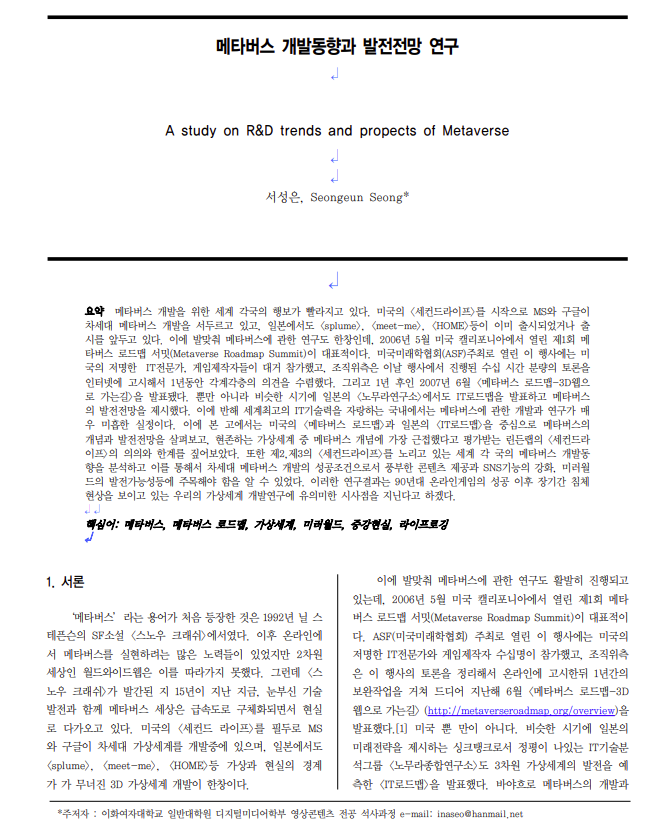 메타버스 개발동향과 발전전망 연구
A study on R&D trends and propects of Metaverse
서성은, Seongeun Seong*
요약 메타버스 개발을 위한 세계 각국의 행보가 빨라지고 있다. 미국의 <세컨드라이프>를 시작으로 MS와 구글이
차세대 메타버스 개발을 서두르고 있고, 일본에서도 <splume>, <meet-me>, <HOME>등이 이미 출시되었거나 출
시를 앞두고 있다. 이에 발맞춰 메타버스에 관한 연구도 한창인데, 2006년 5월 미국 캘리포니아에서 열린 제1회 메
타버스 로드맵 서밋(Metaverse Roadmap Summit)이 대표적이다. 미국미래학협회(ASF)주최로 열린 이 행사에는 미
국의 저명한 IT전문가, 게임제작자들이 대거 참가했고, 조직위측은 이날 행사에서 진행된 수십 시간 분량의 토론을
인터넷에 고시해서 1년동안 각계각층의 의견을 수렴했다. 그리고 1년 후인 2007년 6월 <메타버스 로드맵-3D웹으
로 가는길>을 발표됐다. 뿐만 아니라 비슷한 시기에 일본의 <노무라연구소>에서도 IT로드맵을 발표하고 메타버스
의 발전전망을 제시했다. 이에 반해 세계최고의 IT기술력을 자랑하는 국내에서는 메타버스에 관한 개발과 연구가 매
우 미흡한 실정이다. 이에 본 고에서는 미국의 <메타버스 로드맵>과 일본의 <IT로드맵>을 중심으로 메타버스의
개념과 발전전망을 살펴보고, 현존하는 가상세계 중 메타버스 개념에 가장 근접했다고 평가받는 린든랩의 <세컨드라
이프>의 의의와 한계를 짚어보았다. 또한 제2,제3의 <세컨드라이프>를 노리고 있는 세계 각 국의 메타버스 개발동
향을 분석하고 이를 통해서 차세대 메타버스 개발의 성공조건으로서 풍부한 콘텐츠 제공과 SNS기능의 강화, 미러월
드의 발전가능성등에 주목해야 함을 알 수 있었다. 이러한 연구결과는 90년대 온라인게임의 성공 이후 장기간 침체
현상을 보이고 있는 우리의 가상세계 개발연구에 유의미한 시사점을 지닌다고 하겠다.
핵심어: 메타버스, 메타버스 로드맵, 가상세계, 미러월드, 증강현실, 라이프로깅
1. 서론
'메타버스' 라는 용어가 처음 등장한 것은 1992년 닐 스
테픈슨의 SF소설 <스노우 크래쉬>에서였다. 이후 온라인에
서 메타버스를 실현하려는 많은 노력들이 있었지만 2차원
세상인 월드와이드웹은 이를 따라가지 못했다. 그런데 <스
노우 크래쉬>가 발간된 지 15년이 지난 지금, 눈부신 기술
발전과 함께 메타버스 세상은 급속도로 구체화되면서 현실
로 다가오고 있다. 미국의 <세컨드 라이프>를 필두로 MS
와 구글이 차세대 가상세계를 개발중에 있으며, 일본에서도
<splume>, <meet-me>, <HOME>등 가상과 현실의 경계
가 가 무너진 3D 가상세계 개발이 한창이다.
이에 발맞춰 메타버스에 관한 연구도 활발히 진행되고
있는데, 2006년 5월 미국 캘리포니아에서 열린 제1회 메타
버스 로드맵 서밋(Metaverse Roadmap Summit)이 대표적이
다. ASF(미국미래학협회) 주최로 열린 이 행사에는 미국의
저명한 IT전문가와 게임제작자 수십명이 참가했고, 조직위측
은 이 행사의 토론을 정리해서 온라인에 고시한뒤 1년간의
보완작업을 거쳐 드디어 지난해 6월 <메타버스 로드맵-3D
웹으로 가는길> (http://metaverseroadmap.org/overview)을
발표했다.[1] 미국 뿐 만이 아니다. 비슷한 시기에 일본의
미래전략을 제시하는 싱크탱크로서 정평이 나있는 IT기술분
석그룹 <노무라종합연구소>도 3차원 가상세계의 발전을 예
측한 <IT로드맵>을 발표했다. 바야흐로 메타버스의 개발과
*주저자 : 이화여자대학교 일반대학원 디지털미디어학부 영상콘텐츠 전공 석사과정 e-mail: inaseo@hanmail.net